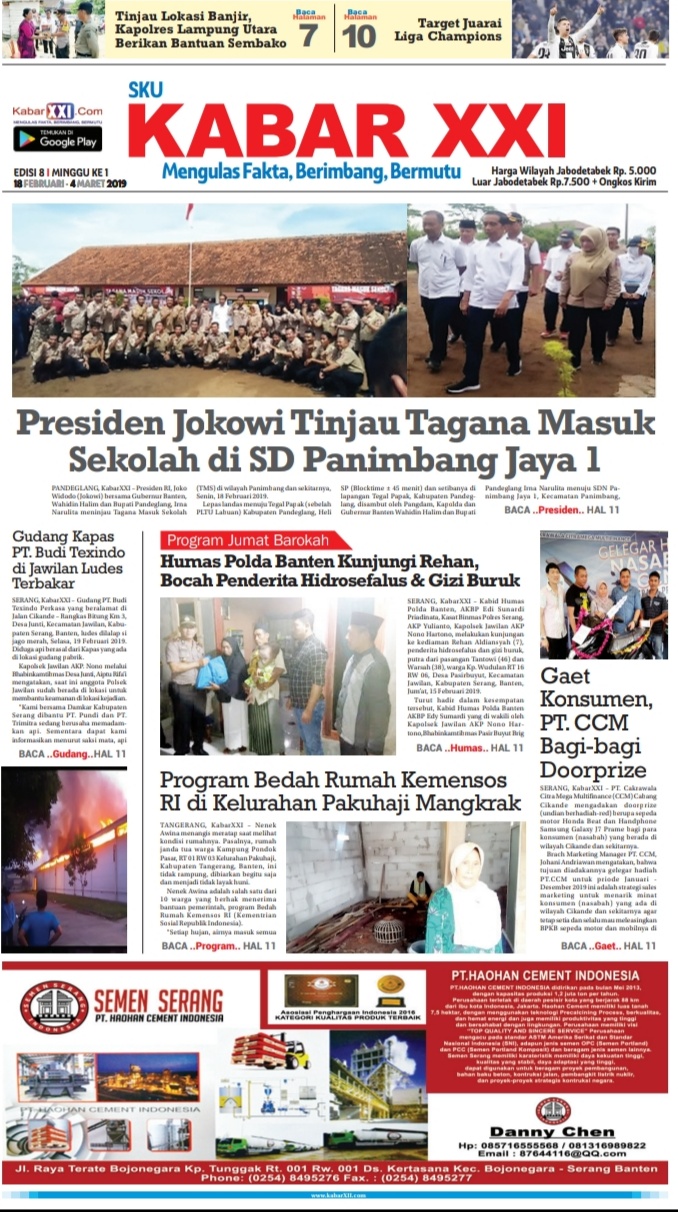 Tinjau Lokasi Banjir,
Kapolres Lampung Utara
Berikan Bantuan Sembako
Baca
Halaman
7
Baca
Halaman
10
Target Juarai
Liga Champions
KabarXXI.Com
MENGULAS FAKTA, BERIMBANG, BERMUTU
TEMUKAN DI
Google Play
SKU
KABAR XXI
Mengulas Fakta, Berimbang, Bermutu
EDISI 8 I MINGGU KE 1
18 FEBRUARI - 4 MARET 2019
Harga Wilayah Jabodetabek Rp. 5.000
Luar Jabodetabek Rp.7.500 + Ongkos Kirim
Presiden Jokowi Tinjau Tagana Masuk
Sekolah di SD Panimbang Jaya 1
PANDEGLANG, KabarXXI - Presiden RI, Joko
Widodo (Jokowi) bersama Gubernur Banten,
Wahidin Halim dan Bupati Pandeglang, Irna
Narulita meninjau Tagana Masuk Sekolah
(TMS) di wilayah Panimbang dan sekitarnya,
Senin, 18 Februari 2019.
Lepas landas menuju Tegal Papak (sebelah
PLTU Labuan) Kabupaten Pandeglang, Heli
SP (Blocktime ± 45 menit) dan setibanya di
lapangan Tegal Papak, Kabupaten Pandeg-
lang, disambut oleh Pangdam, Kapolda dan
Gubernur Banten Wahidin Halim dan Bupati
Pandeglang Irna Narulita menuju SDN Pa-
nimbang Jaya 1, Kecamatan Panimbang,
BACA ..Presiden.. HAL 11
Gudang Kapas
PT. Budi Texindo
di Jawilan Ludes
Terbakar
SERANG, KabarXXI - Gudang PT. Budi
Texindo Perkasa yang beralamat di
Jalan Cikande - Rangkas Bitung Km 3,
Desa Junti, Kecamatan Jawilan, Kabu-
paten Serang, Banten, ludes dilalap si
jago merah, Selasa, 19 Februari 2019.
Diduga api berasal dari Kapas yang ada
di lokasi gudang pabrik.
Kapolsek Jawilan AKP. Nono melalui
Bhabinkamtibmas Desa Junti, Aiptu Rifa'i
mengatakan, saat ini anggota Polsek
Jawilan sudah berada di lokasi untuk
membantu keamanan di lokasi kejadian.
"Kami bersama Damkar Kabupaten
Serang dibantu PT. Pundi dan PT.
Trimitra sedang berusaha memadam-
kan api. Sementara dapat kami
informasikan menurut saksi mata, api
BACA ..Gudang..HAL 11
Program Jumat Barokah
Humas Polda Banten Kunjungi Rehan,
Bocah Penderita Hidrosefalus & Gizi Buruk
SERANG, KabarXXI - Kabid Humas
Polda Banten, AKBP Edi Sunardi
Priadinata, Kasat Binmas Polres Serang,
AKP Yulianto, Kapolsek Jawilan AKP
Nono Hartono, melakukan kunjungan
ke kediaman Rehan Aldiansyah (7),
penderita hidrosefalus dan gizi buruk,
putra dari pasangan Tantowi (46) dan
Warsah (38), warga Kp. Wadulan RT 16
RW 06, Desa Pasirbuyut, Kecamatan
Jawilan, Kabupaten Serang, Banten,
Jum'at, 15 Februari 2019.
Turut hadir dalam kesempatan
tersebut, Kabid Humas Polda Banten
AKBP Edy Sumardi yang di wakili oleh
Kapolsek Jawilan AKP Nono Har-
tono,Bhabinkamtibmas Pasir Buyut Brig
BACA ..Humas.. HAL 11
Gaet
Konsumen,
PT. CCM
Bagi-bagi
Doorprize
SERANG, KabarXXI - PT. Cakrawala
Citra Mega Multifinance (CCM) Cabang
Cikande mengadakan doorprize
(undian berhadiah-red) berupa sepeda
motor Honda Beat dan Handphone
Samsung Galaxy J7 Prame bagi para
konsumen (nasabah) yang berada di
wilayah Cikande dan sekitarnya.
Brach Marketing Manager PT. CCM,
Johani Andriawan mengatakan, bahwa
tujuan diadakannya gelegar hadiah
PT.CCM untuk priode Januari -
Desember 2019 ini adalah strategi sales
marketing untuk menarik minat
konsumen (nasabah) yang ada di
wilayah Cikande dan sekitarnya agar
tetap setia dan selalu mau meleasingkan
BPKB sepeda motor dan mobilnya di
BACA ..Gaet.. HAL 11
Program Bedah Rumah Kemensos
RI di Kelurahan Pakuhaji Mangkrak
TANGERANG, KabarXXI - Nenek
Awina menangis meratap saat melihat
kondisi rumahnya. Pasalnya, rumah
janda tua warga Kampung Pondok
Pasar, RT 01 RW 03 Kelurahan Pakuhaji,
Kabupaten Tangerang, Banten, ini
tidak rampung, dibiarkan begitu saja
dan menjadi tidak layak huni.
Nenek Awina adalah salah satu dari
10 warga yang berhak menerima
bantuan pemerintah, program Bedah
Rumah Kemensos RI (Kementrian
Sosial Republik Indonesia).
"Setiap hujan, airnya masuk semua
BACA ..Program.. HAL 11
SEMEN SERANG
PT. HAOHAN CEMENT INDONESIA
Asosiasi Penghargaan Indonesia 2016
KATEGORI KUALITAS PRODUK TERBAIK
PT.HAOHAN CEMENT INDONESIA
PT.HAOHAN CEMENT INDONESIA didirikan pada bulan Mei 2013,
dengan kapasitas produksi 1,2 juta ton per tahun.
Perusahaan terletak di daerah pesisir kota yang berjarak 88 km
dari ibu kota Indonesia, Jakarta. Haohan Cement memiliki luas tanah
7,5 hektar, dengan menggunakan teknologi Precalcining Process, berkualitas,
dan hemat energi dan juga memiliki produktivitas yang tinggi
dan bersahabat dengan lingkungan. Perusahaan memiliki visi
"TOP QUALITY AND SINCERE SERVICE" Perusahaan
mengacu pada standar ASTM Amerika Serikat dan Standar
Nasional Indonesia (SNI), adapun jenis semen OPC (Semen Portland)
dan PCC (Semen Portland Komposit) dan beragam jenis semen lainnya.
Semen Serang memiliki karateristik memiliki daya kekuatan tinggi,
kualitas yang stabil, daya adaptasi yang tinggi,
dapat digunakan untuk beragam proyek pembangunan,
bahan baku beton, kontruksi jalan, pembangkit listrik nuklir,
dan proyek-proyek strategis kontruksi negara.
PT.HAOHAN CEMENT INDONESIA
Danny Chen
Hp: 085716555568 / 081316989822
Email : 87644116@QQ.com
Jl. Raya Terate Bojonegara Kp. Tunggak Rt. 001 Rw. 001 Ds. Kertasana Kec. Bojonegara - Serang Banten
Phone: (0254) 8495276 Fax. : (0254) 8495277
www.kabarXXI.com